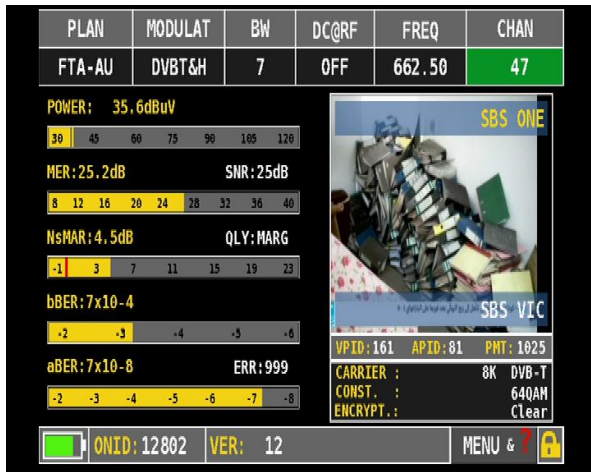 PLAN MODULAT BW DC@RF FREQ CHAN
FTA-AU DVBT&H 7 OFF 662.50 47
POWER: 35.6dBuV
30 45 60 75 90 105 120
MER:25.2dB SNR:25dB
8 12 16 20 24 28 32 36 40
NsMAR:4.5dB QLY:MARG
-1 3 7 11 15 19 23
bBER:7x10-4
-2 -3 -4 -5 -6
aBER:7x10-8 ERR:999
-2 -3 -4 -5 -6 -7 -8
SBS ONE
SBS VIC
VPID:161 APID:81 PMT:1025
CARRIER : 8K DVB-T
CONST. : 64QAM
ENCRYPT.: Clear
ONID:12802 VER: 12 MENU & ?